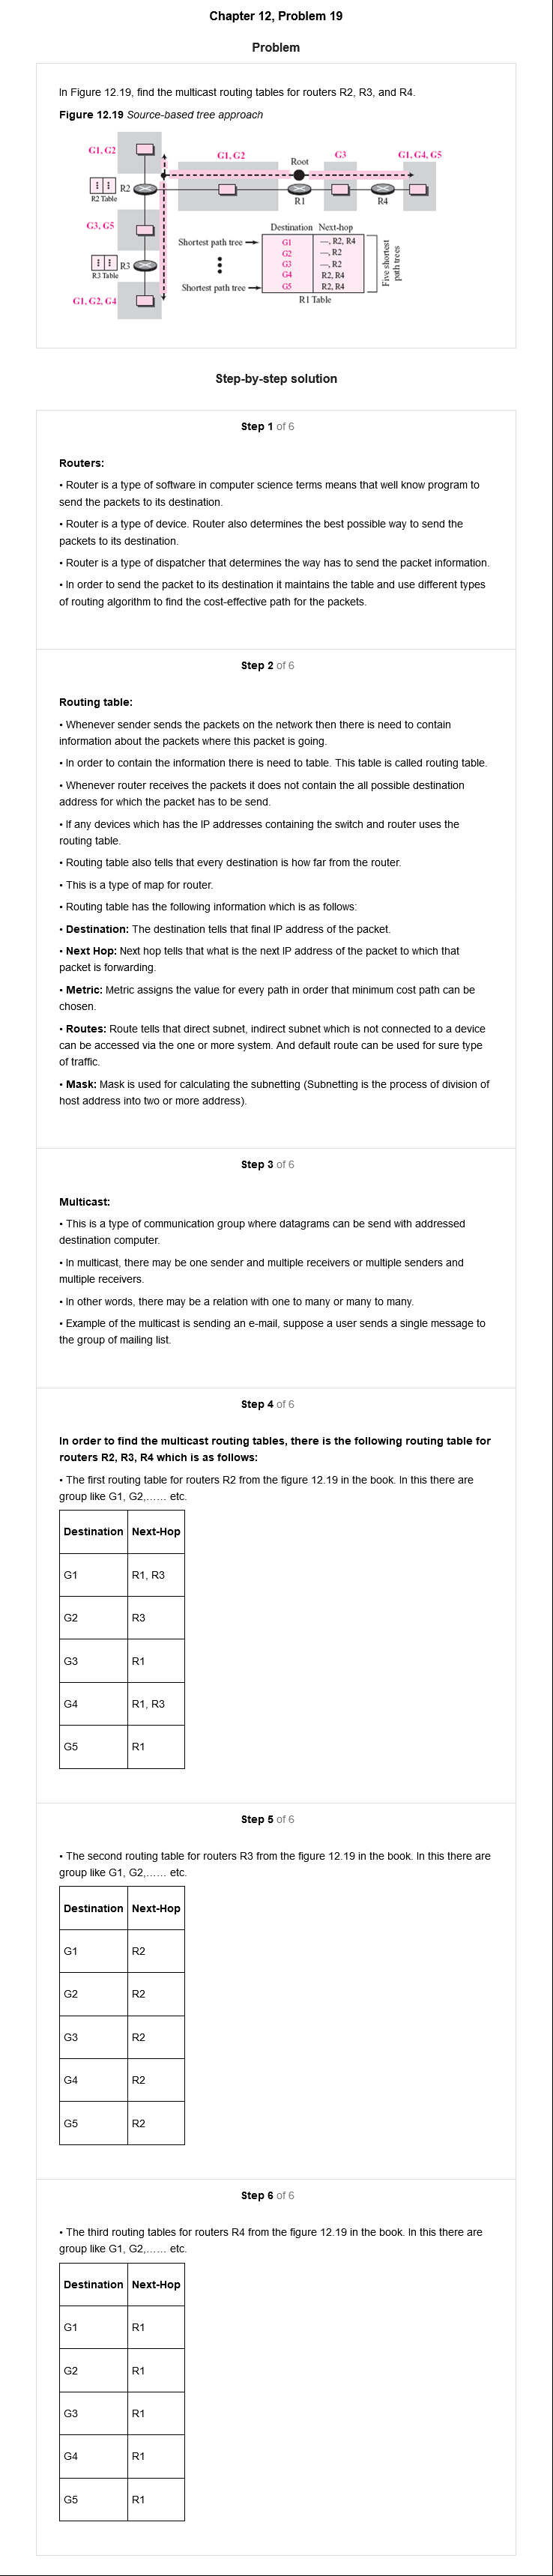 Chapter 12, Problem 19
Problem
In Figure 12.19, find the multicast routing tables for routers R2, R3, and R4.
Figure 12.19 Source-based tree approach
G1, G2
G1, G2
Root
G3
G1, G4, G5
R2
R2 Table
R1
R4
G3, G5
R3
R3 Table
G1, G2, G4
Destination Next-hop
Shortest path tree
G1 —, R2, R4
G2 —, R2
G3 —, R2
G4 R2, R4
Shortest path tree
G5 R2, R4
R1 Table
Five shortest
path trees
Step-by-step solution
Step 1 of 6
Routers:
• Router is a type of software in computer science terms means that well know program to
send the packets to its destination.
• Router is a type of device. Router also determines the best possible way to send the
packets to its destination.
• Router is a type of dispatcher that determines the way has to send the packet information.
• In order to send the packet to its destination it maintains the table and use different types
of routing algorithm to find the cost-effective path for the packets.
Step 2 of 6
Routing table:
• Whenever sender sends the packets on the network then there is need to contain
information about the packets where this packet is going.
• In order to contain the information there is need to table. This table is called routing table.
• Whenever router receives the packets it does not contain the all possible destination
address for which the packet has to be send.
• If any devices which has the IP addresses containing the switch and router uses the
routing table.
• Routing table also tells that every destination is how far from the router.
• This is a type of map for router.
• Routing table has the following information which is as follows:
• Destination: The destination tells that final IP address of the packet.
• Next Hop: Next hop tells that what is the next IP address of the packet to which that
packet is forwarding.
• Metric: Metric assigns the value for every path in order that minimum cost path can be
chosen.
• Routes: Route tells that direct subnet, indirect subnet which is not connected to a device
can be accessed via the one or more system. And default route can be used for sure type
of traffic.
• Mask: Mask is used for calculating the subnetting (Subnetting is the process of division of
host address into two or more address).
Step 3 of 6
Multicast:
• This is a type of communication group where datagrams can be send with addressed
destination computer.
• In multicast, there may be one sender and multiple receivers or multiple senders and
multiple receivers.
• In other words, there may be a relation with one to many or many to many.
• Example of the multicast is sending an e-mail, suppose a user sends a single message to
the group of mailing list.
Step 4 of 6
In order to find the multicast routing tables, there is the following routing table for
routers R2, R3, R4 which is as follows:
• The first routing table for routers R2 from the figure 12.19 in the book. In this there are
group like G1, G2,...... etc.
Destination Next-Hop
G1 R1, R3
G2 R3
G3 R1
G4 R1, R3
G5 R1
Step 5 of 6
• The second routing table for routers R3 from the figure 12.19 in the book. In this there are
group like G1, G2,...... etc.
Destination Next-Hop
G1 R2
G2 R2
G3 R2
G4 R2
G5 R2
Step 6 of 6
• The third routing tables for routers R4 from the figure 12.19 in the book. In this there are
group like G1, G2,...... etc.
Destination Next-Hop
G1 R1
G2 R1
G3 R1
G4 R1
G5 R1